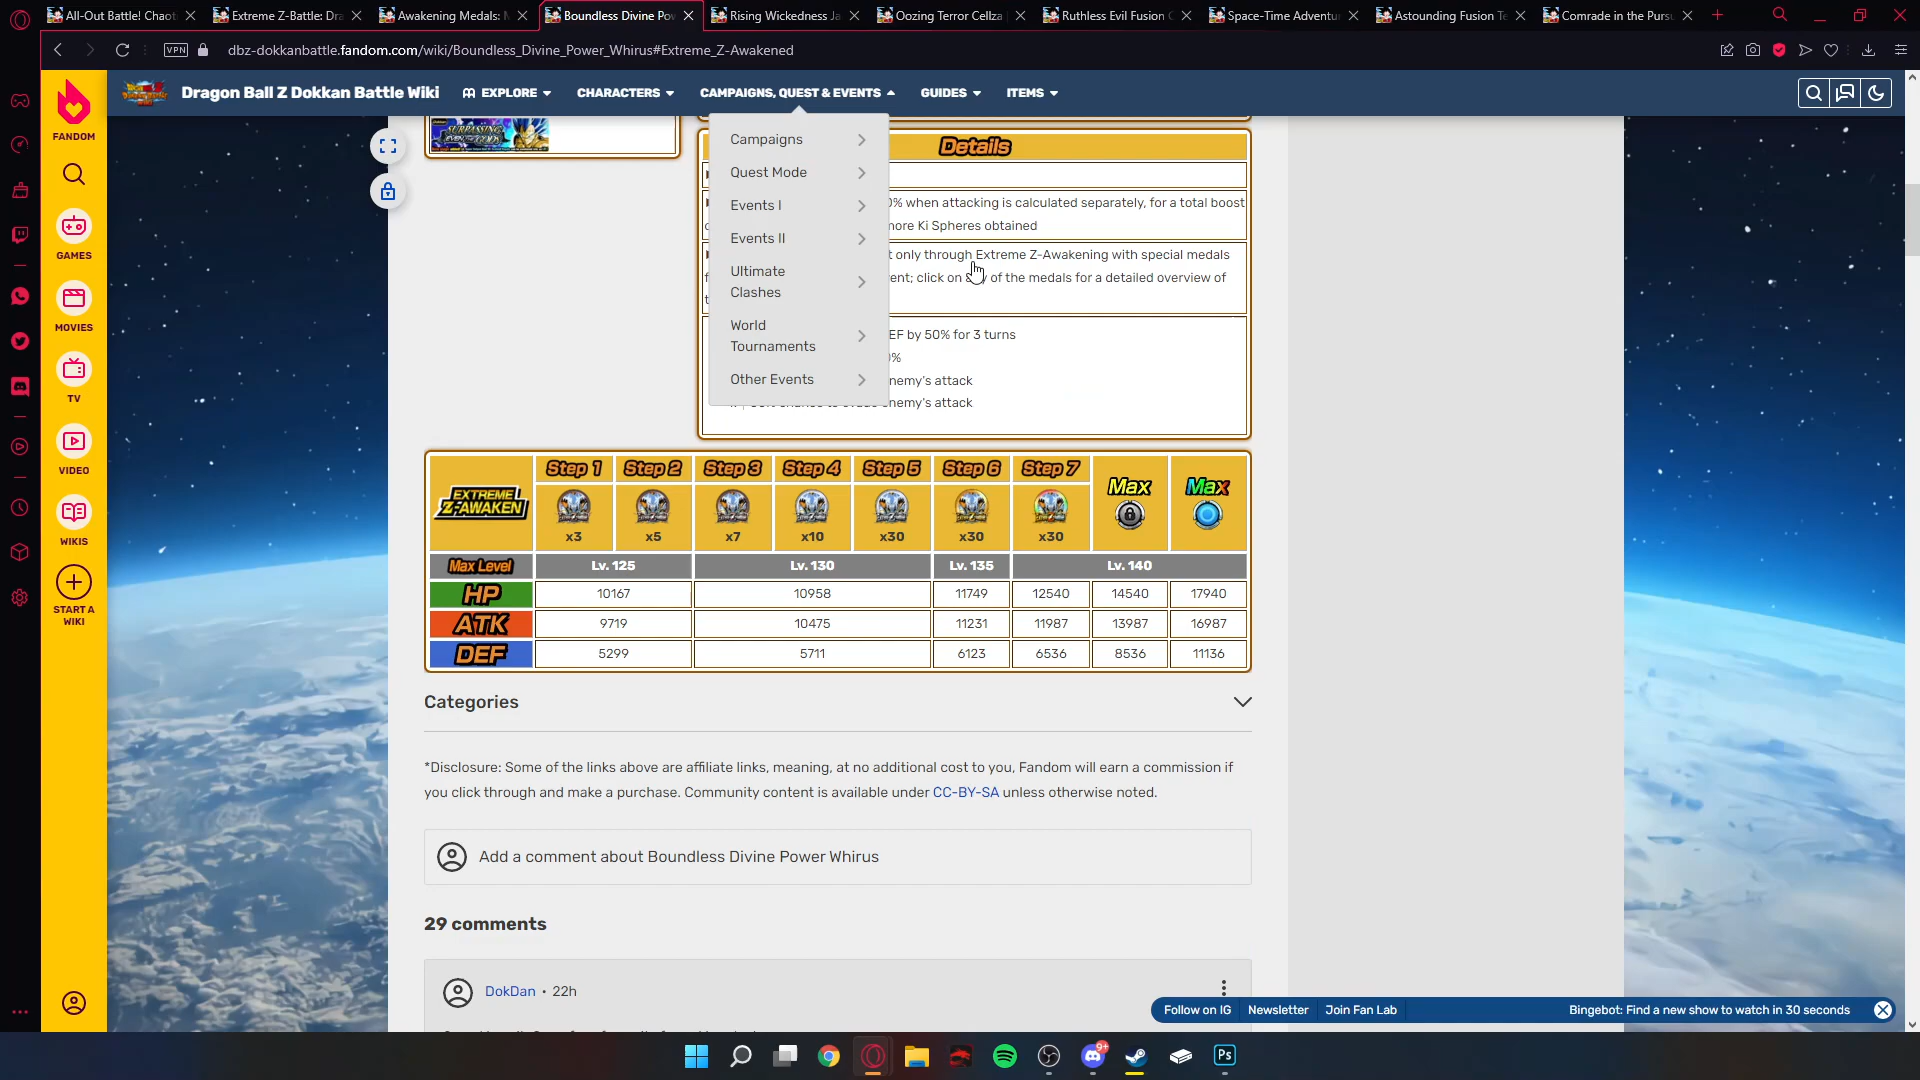 All-Out Battle! Chaot
Extreme Z-Battle: Dra
Awakening Medals: M
Boundless Divine Pow
Rising Wickedness Ja
Oozing Terror Cellza
Ruthless Evil Fusion C
Space-Time Adventu
Astounding Fusion Te
Comrade in the Pursu
VPN
dbz-dokkanbattle.fandom.com/wiki/Boundless_Divine_Power_Whirus#Extreme_Z-Awakened
FANDOM
GAMES
MOVIES
TV
VIDEO
WIKIS
START A
WIKI
Dragon Ball Z Dokkan Battle Wiki
EXPLORE
CHARACTERS
CAMPAIGNS, QUEST & EVENTS
GUIDES
ITEMS
Campaigns
Quest Mode
Events I
Events II
Ultimate
Clashes
World
Tournaments
Other Events
SURPASSING
Details
0% when attacking is calculated separately, for a total boost
more Ki Spheres obtained
t only through Extreme Z-Awakening with special medals
ent; click on any of the medals for a detailed overview of
EF by 50% for 3 turns
0%
nemy's attack
enemy's attack
EXTREME
Z-AWAKEN
Step 1 Step 2 Step 3 Step 4 Step 5 Step 6 Step 7 Max Max
x3 x5 x7 x10 x30 x30 x30
Max Level Lv. 125 Lv. 130 Lv. 135 Lv. 140
HP 10167 10958 11749 12540 14540 17940
ATK 9719 10475 11231 11987 13987 16987
DEF 5299 5711 6123 6536 8536 11136
Categories
*Disclosure: Some of the links above are affiliate links, meaning, at no additional cost to you, Fandom will earn a commission if
you click through and make a purchase. Community content is available under CC-BY-SA unless otherwise noted.
Add a comment about Boundless Divine Power Whirus
29 comments
DokDan • 22h
Follow on IG
Newsletter
Join Fan Lab
Bingebot: Find a new show to watch in 30 seconds
9+
Ps